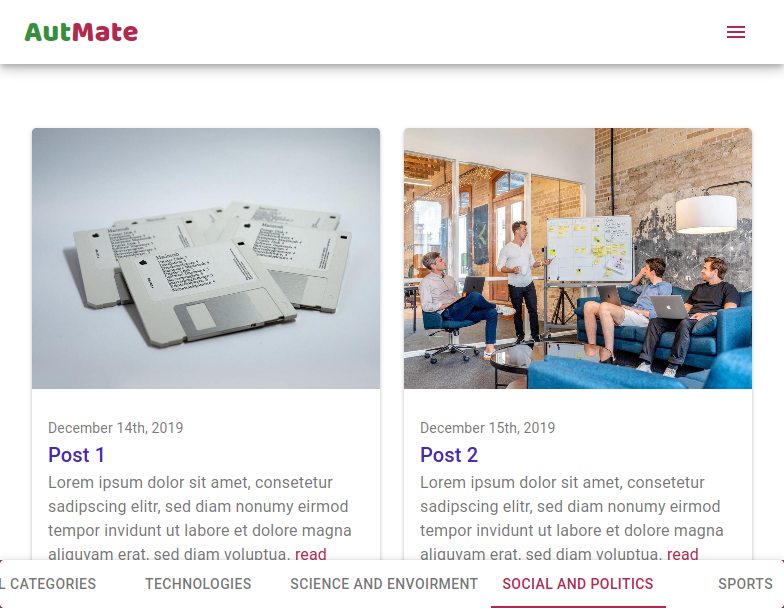 AutMate
December 14th, 2019
Post 1
Lorem ipsum dolor sit amet, consetetur
sadipscing elitr, sed diam nonumy eirmod
tempor invidunt ut labore et dolore magna
aliquyam erat, sed diam voluptua. read
December 15th, 2019
Post 2
Lorem ipsum dolor sit amet, consetetur
sadipscing elitr, sed diam nonumy eirmod
tempor invidunt ut labore et dolore magna
aliquyam erat, sed diam voluptua. read
L CATEGORIES
TECHNOLOGIES
SCIENCE AND ENVOIRMENT
SOCIAL AND POLITICS
SPORTS